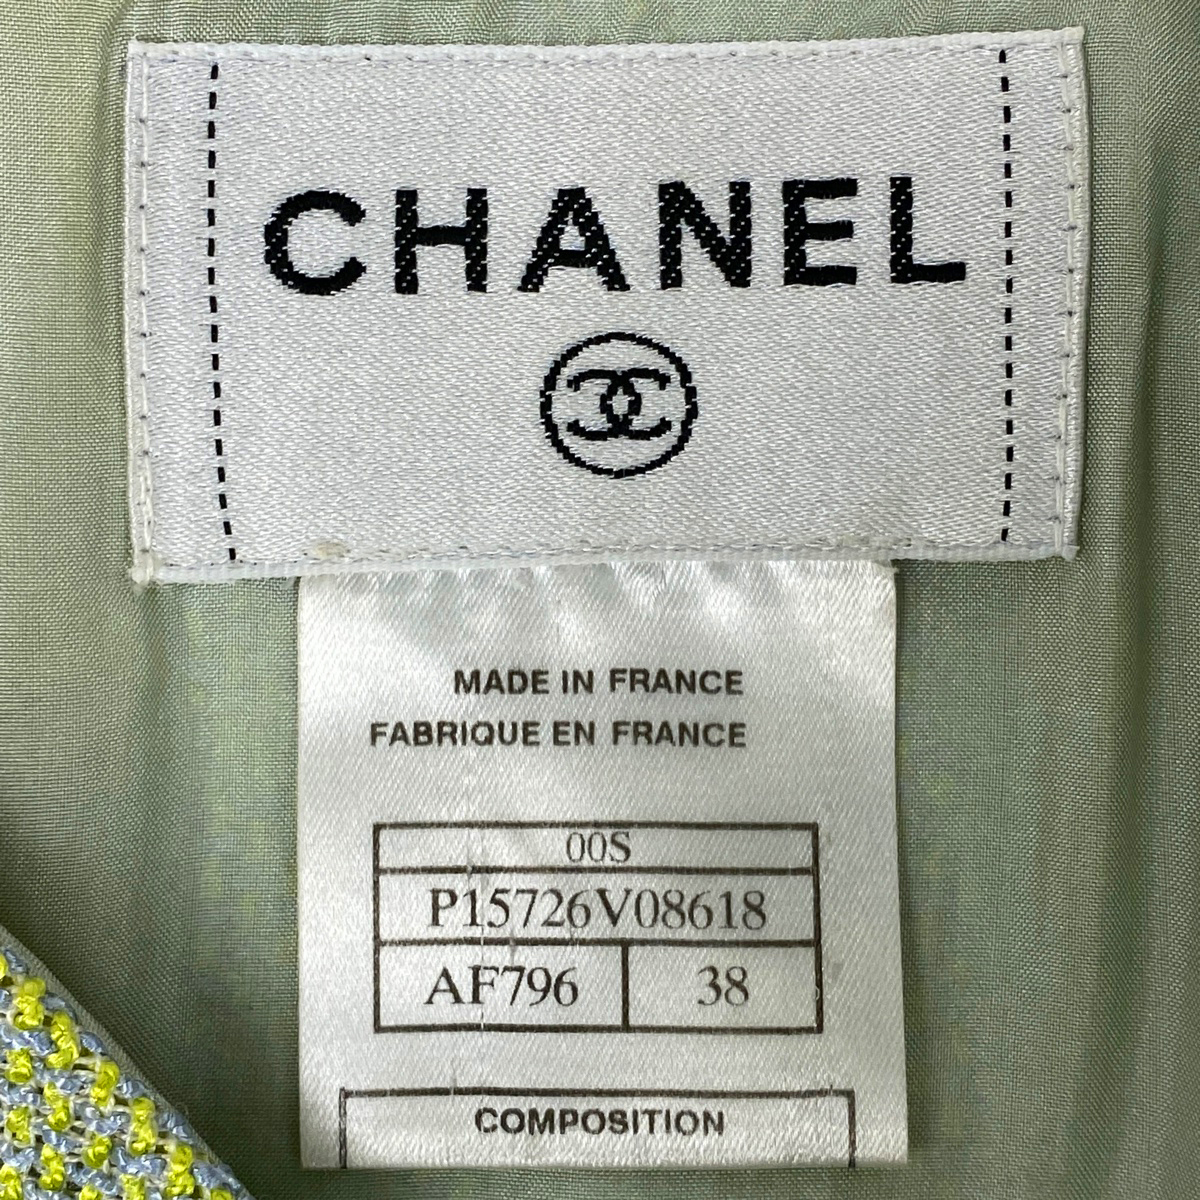 CHANEL
MADE IN FRANCE
FABRIQUE EN FRANCE
00S
P15726V08618
AF796 38
COMPOSITION